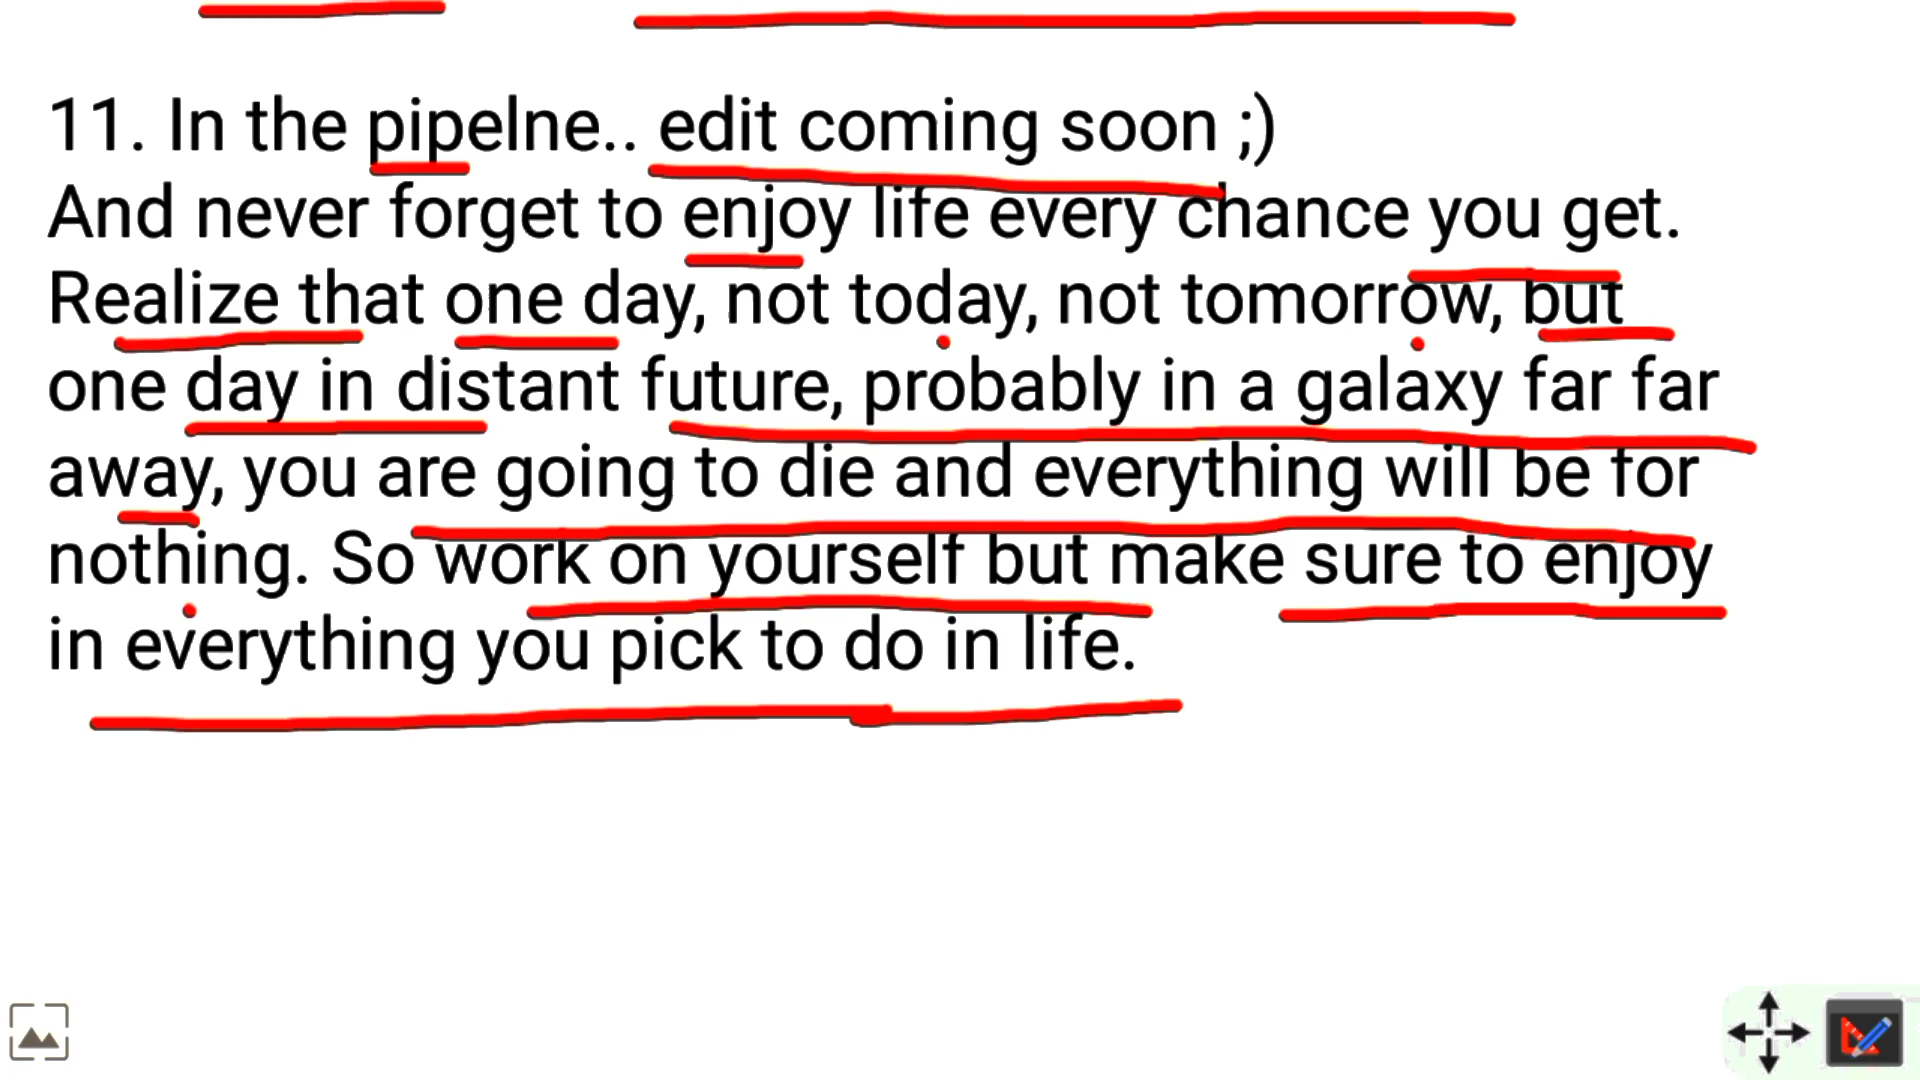 11. In the pipelne.. edit coming soon ;)
And never forget to enjoy life every chance you get.
Realize that one day, not today, not tomorrow, but
one day in distant future, probably in a galaxy far far
away, you are going to die and everything will be for
nothing. So work on yourself but make sure to enjoy
in everything you pick to do in life.